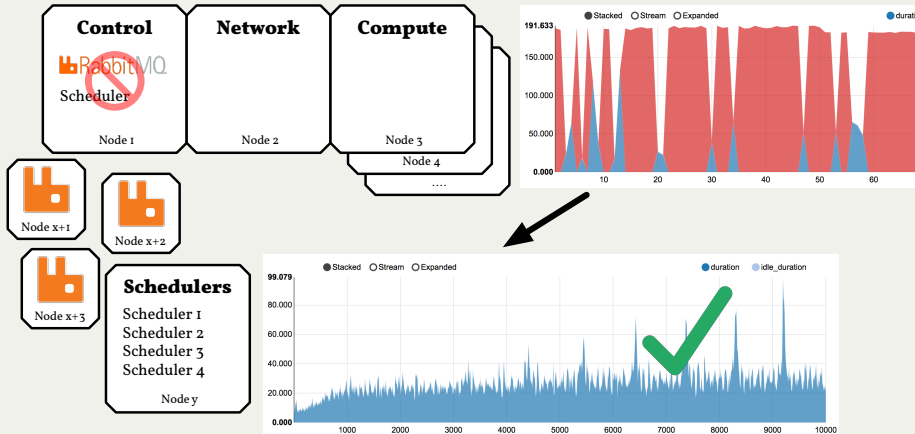 Control
RabbitMQ
Scheduler
Node 1
Network
Node 2
Compute
Node 3
Node 4
....
Stacked Stream Expanded
191.633
150.000
100.000
50.000
0.000
10 20 30 40 50 60
Node x+1
Node x+2
Node x+3
Schedulers
Scheduler 1
Scheduler 2
Scheduler 3
Scheduler 4
Node y
Stacked Stream Expanded duration idle_duration
99.079
80.000
60.000
40.000
20.000
0.000
1000 2000 3000 4000 5000 6000 7000 8000 9000 10000